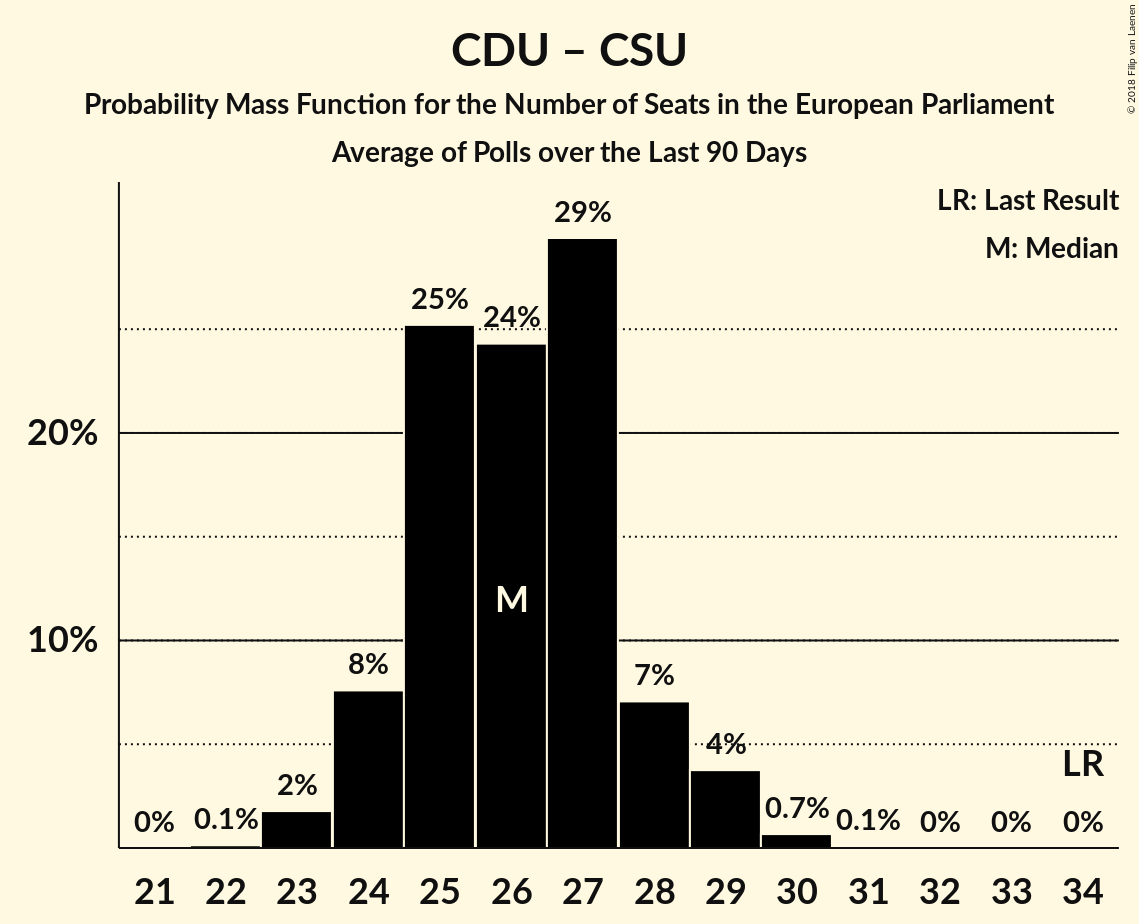 CDU – CSU
Probability Mass Function for the Number of Seats in the European Parliament
Average of Polls over the Last 90 Days
© 2018 Filip van Laenen
LR: Last Result
M: Median
20%
10%
0% 0.1% 2% 8% 25% 24% 29% 7% 4% 0.7% 0.1% 0% 0% 0%
M
LR
21 22 23 24 25 26 27 28 29 30 31 32 33 34